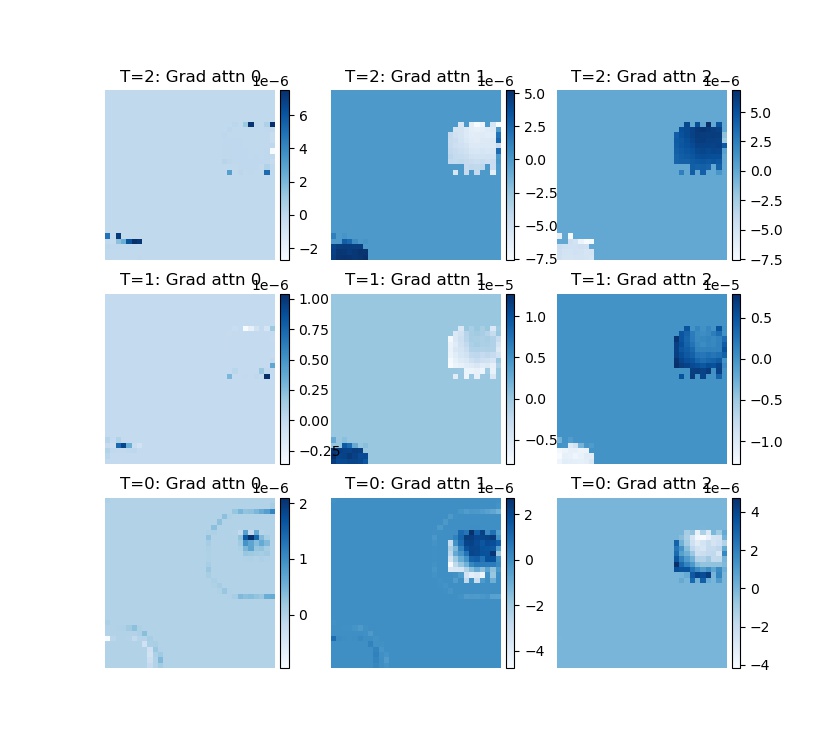 T=2: Grad attn 0
1e−6
6
4
2
0
−2
T=2: Grad attn 1
1e−6
5.0
2.5
0.0
−2.5
−5.0
−7.5
T=2: Grad attn 2
1e−6
5.0
2.5
0.0
−2.5
−5.0
−7.5
T=1: Grad attn 0
1e−6
1.00
0.75
0.50
0.25
0.00
−0.25
T=1: Grad attn 1
1e−5
1.0
0.5
0.0
−0.5
T=1: Grad attn 2
1e−5
0.5
0.0
−0.5
−1.0
T=0: Grad attn 0
1e−6
2
1
0
T=0: Grad attn 1
1e−6
2
0
−2
−4
T=0: Grad attn 2
1e−6
4
2
0
−2
−4